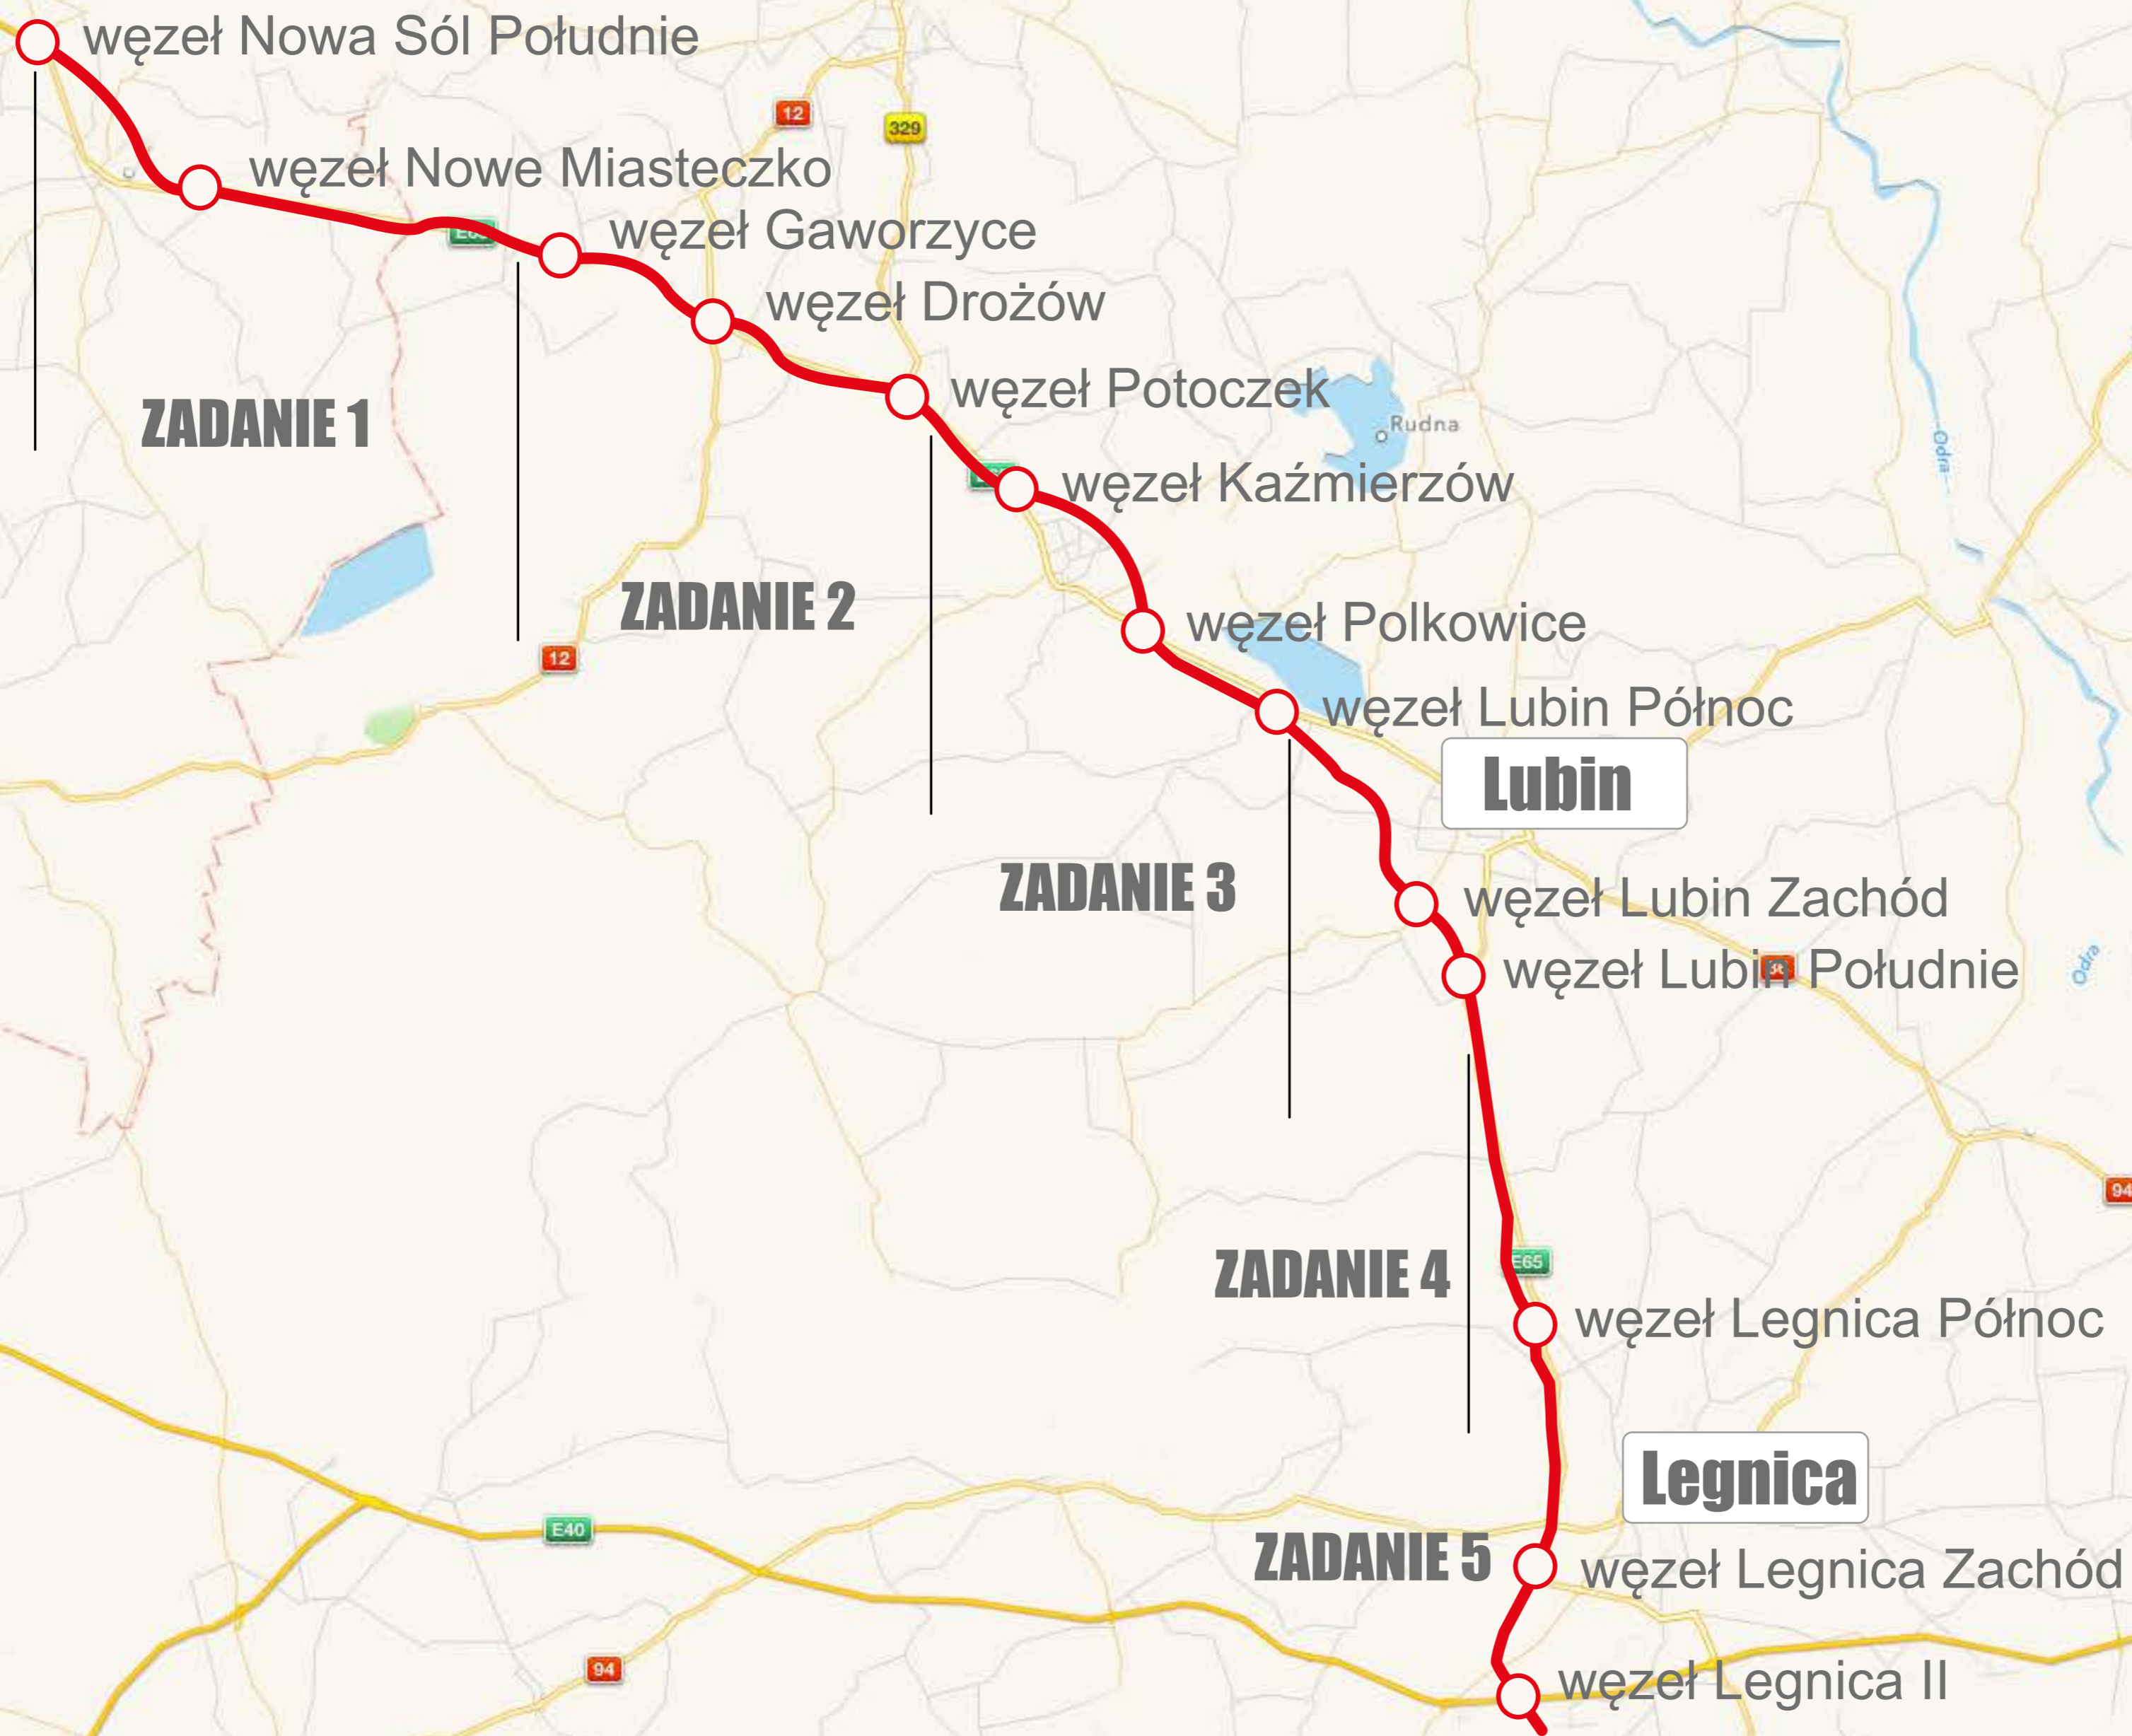 węzeł Nowa Sól Południe
12
329
węzeł Nowe Miasteczko
węzeł Gaworzyce
węzeł Drożów
węzeł Potoczek
ZADANIE 1
Rudna
Odra
węzeł Kaźmierzów
ZADANIE 2
węzeł Polkowice
12
węzeł Lubin Północ
Lubin
ZADANIE 3
węzeł Lubin Zachód
węzeł Lubin Południe
Odra
94
ZADANIE 4
E65
węzeł Legnica Północ
Legnica
E40
ZADANIE 5
węzeł Legnica Zachód
94
węzeł Legnica II